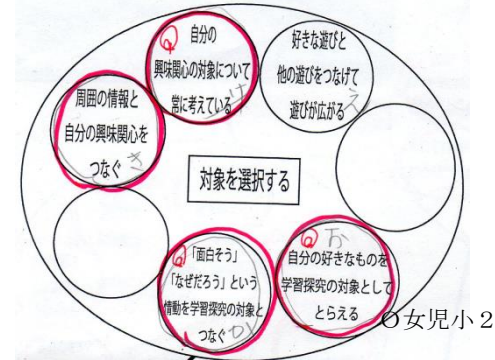 自分の
興味関心の対象について
常に考えている け
好きな遊びと
他の遊びをつなげて
遊びが広がる え
周囲の情報と
自分の興味関心を
つなぐ き
対象を選択する
「面白そう」
「なぜだろう」という
情動を学習探究の対象と
つなぐ か
お
自分の好きなものを
学習探究の対象として
とらえる
O女児小2